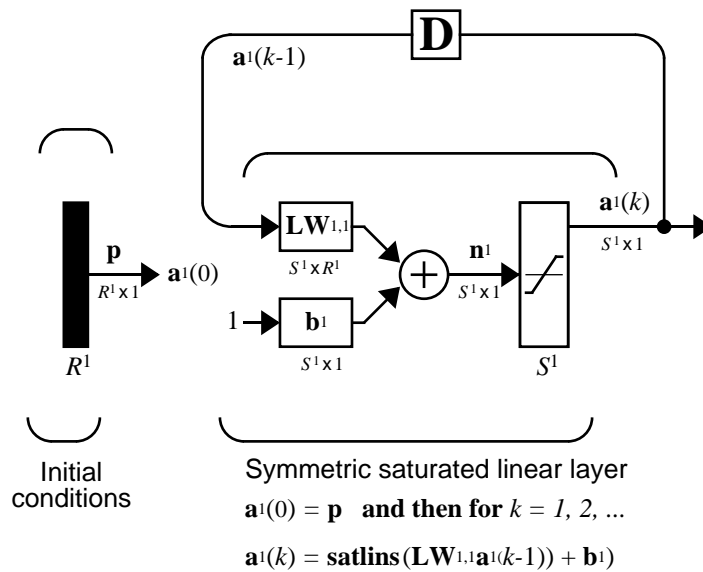 D
a¹(k-1)
p
R¹ x 1
a¹(0)
R¹
LW¹,¹
S¹ x R¹
1
b¹
S¹ x 1
+
n¹
S¹ x 1
S¹
a¹(k)
S¹ x 1
Initial
conditions
Symmetric saturated linear layer
a¹(0) = p and then for k = 1, 2, ...
a¹(k) = satlins (LW¹,¹a¹(k-1)) + b¹)